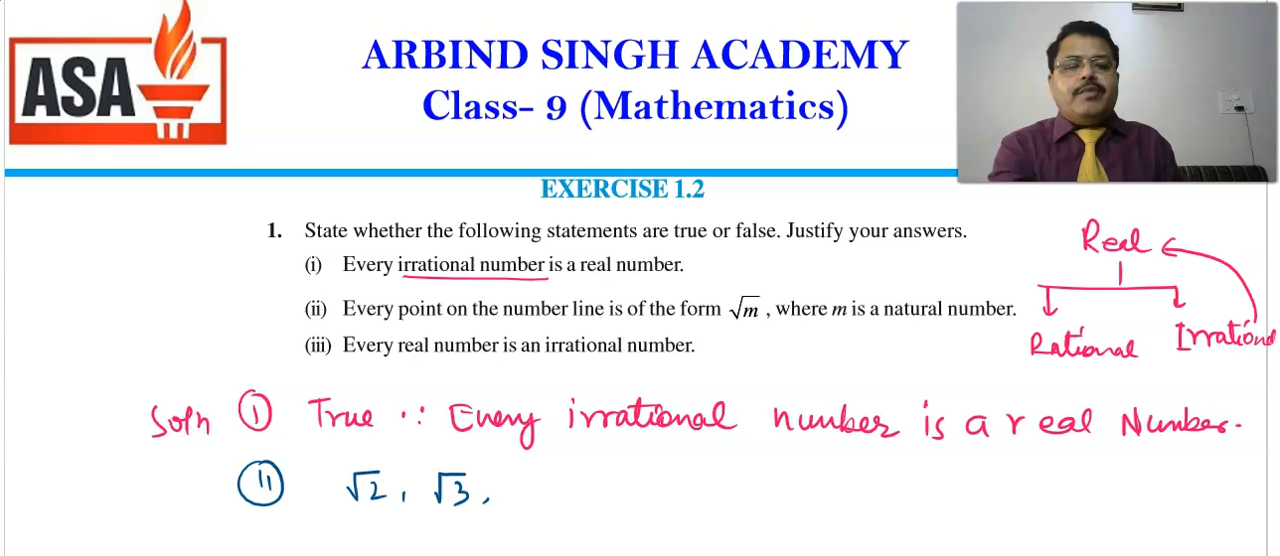 ASA
ARBIND SINGH ACADEMY
Class- 9 (Mathematics)
EXERCISE 1.2
1. State whether the following statements are true or false. Justify your answers.
(i) Every irrational number is a real number.
(ii) Every point on the number line is of the form √m , where m is a natural number.
(iii) Every real number is an irrational number.
Real
Rational
Irrational
Soln (i) True ∵ Every irrational number is a real Number.
(ii) √2, √3,